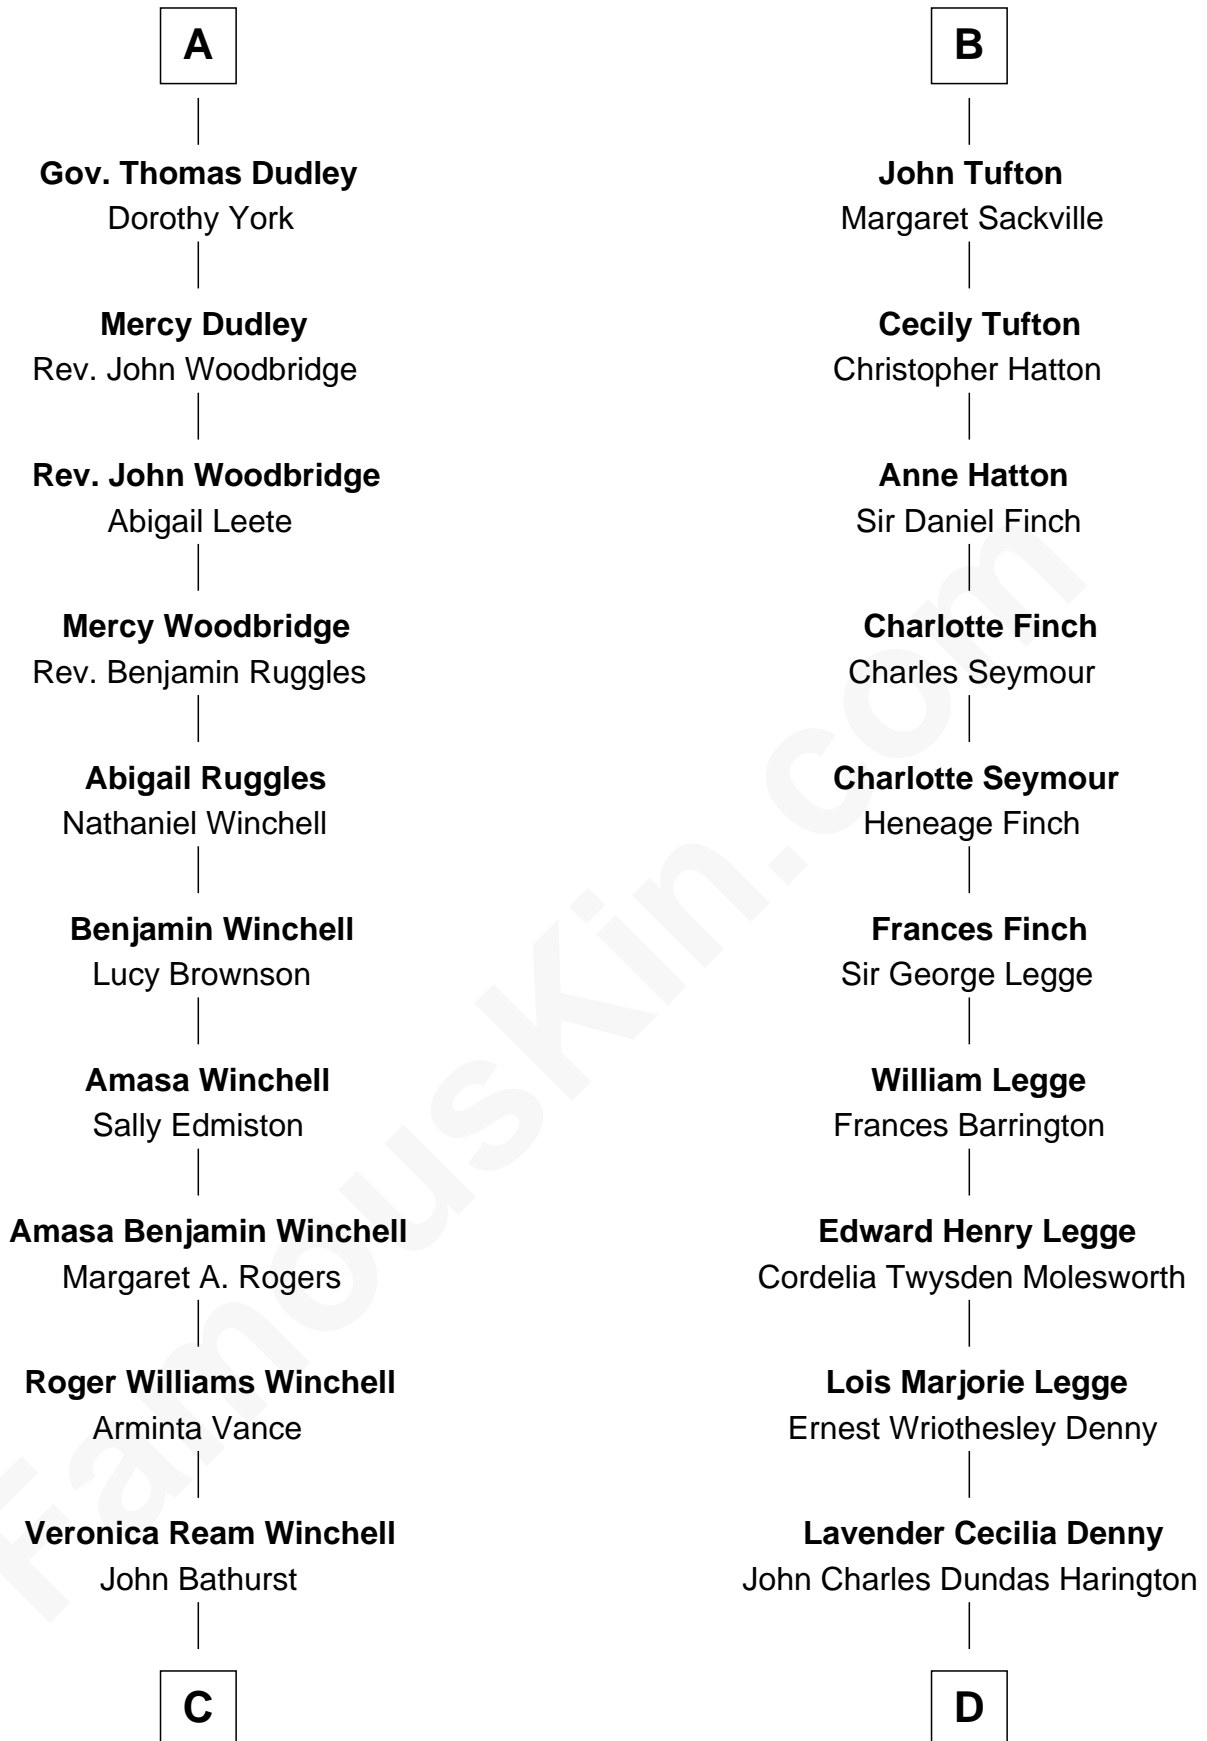 A
Gov. Thomas Dudley
Dorothy York
Mercy Dudley
Rev. John Woodbridge
Rev. John Woodbridge
Abigail Leete
Mercy Woodbridge
Rev. Benjamin Ruggles
Abigail Ruggles
Nathaniel Winchell
Benjamin Winchell
Lucy Brownson
Amasa Winchell
Sally Edmiston
Amasa Benjamin Winchell
Margaret A. Rogers
Roger Williams Winchell
Arminta Vance
Veronica Ream Winchell
John Bathurst
C
B
John Tufton
Margaret Sackville
Cecily Tufton
Christopher Hatton
Anne Hatton
Sir Daniel Finch
Charlotte Finch
Charles Seymour
Charlotte Seymour
Heneage Finch
Frances Finch
Sir George Legge
William Legge
Frances Barrington
Edward Henry Legge
Cordelia Twysden Molesworth
Lois Marjorie Legge
Ernest Wriothesley Denny
Lavender Cecilia Denny
John Charles Dundas Harington
D
FamousKin.com